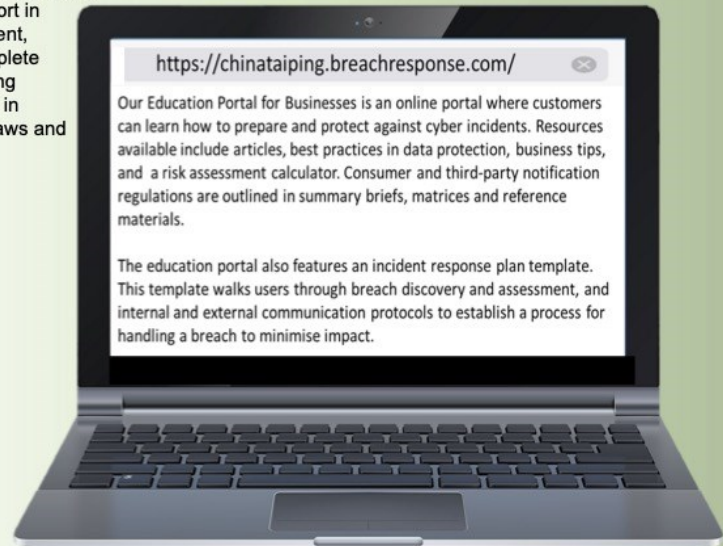 ort in
ent,
plete
ng
in
aws and
https://chinataiping.breachresponse.com/
Our Education Portal for Businesses is an online portal where customers
can learn how to prepare and protect against cyber incidents. Resources
available include articles, best practices in data protection, business tips,
and a risk assessment calculator. Consumer and third-party notification
regulations are outlined in summary briefs, matrices and reference
materials.
The education portal also features an incident response plan template.
This template walks users through breach discovery and assessment, and
internal and external communication protocols to establish a process for
handling a breach to minimise impact.